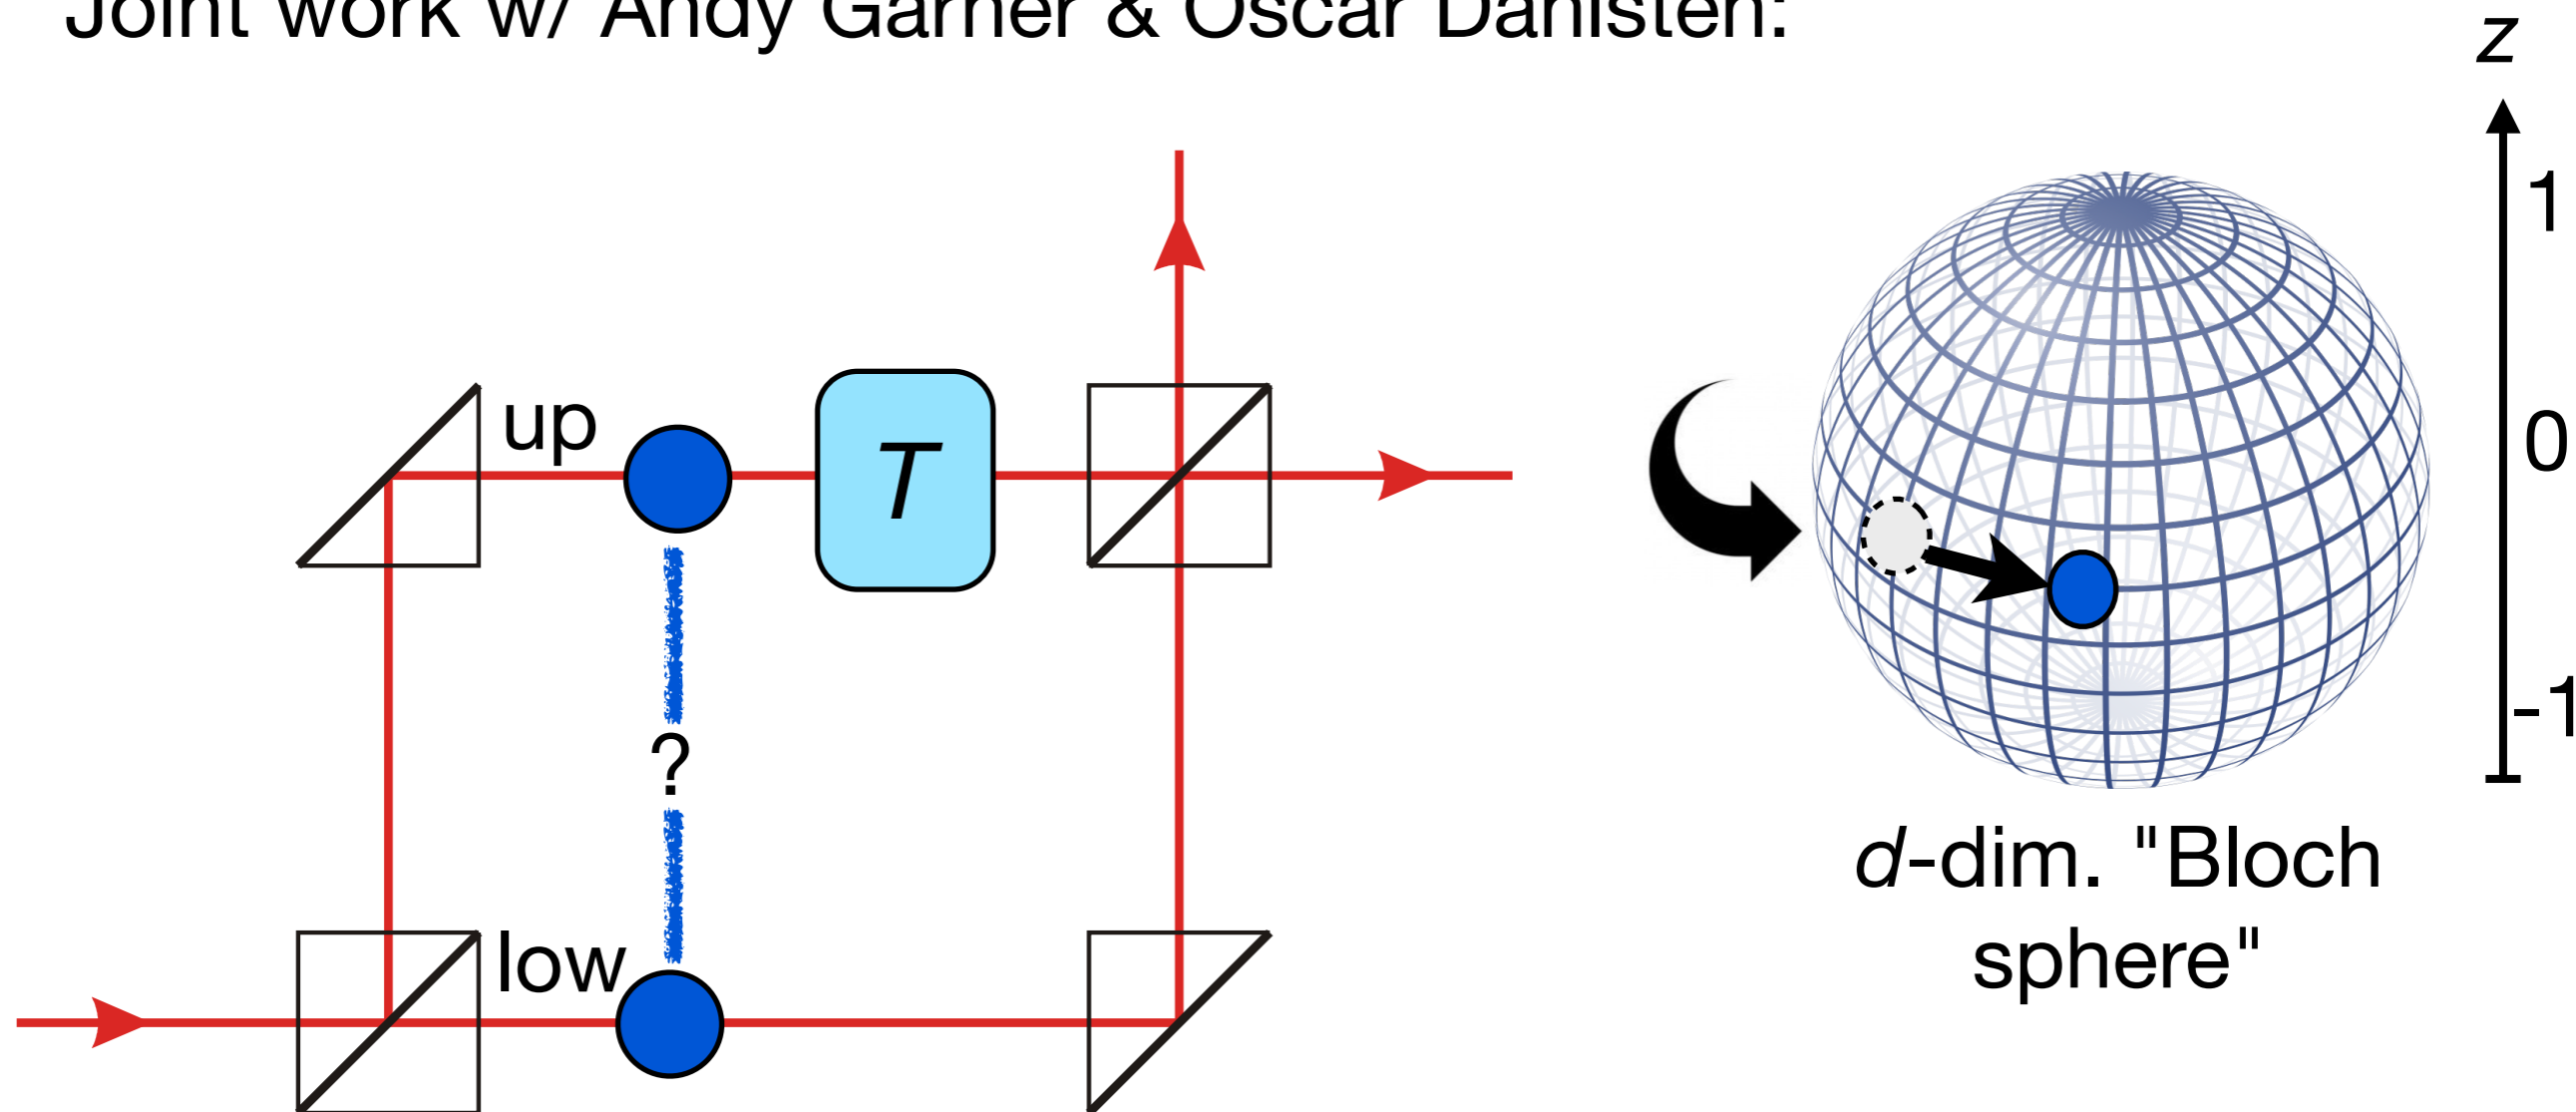 Joint work w/ Andy Garner & Oscar Dahlsten:
z
1
up
T
0
?
-1
d-dim. "Bloch
sphere"
low